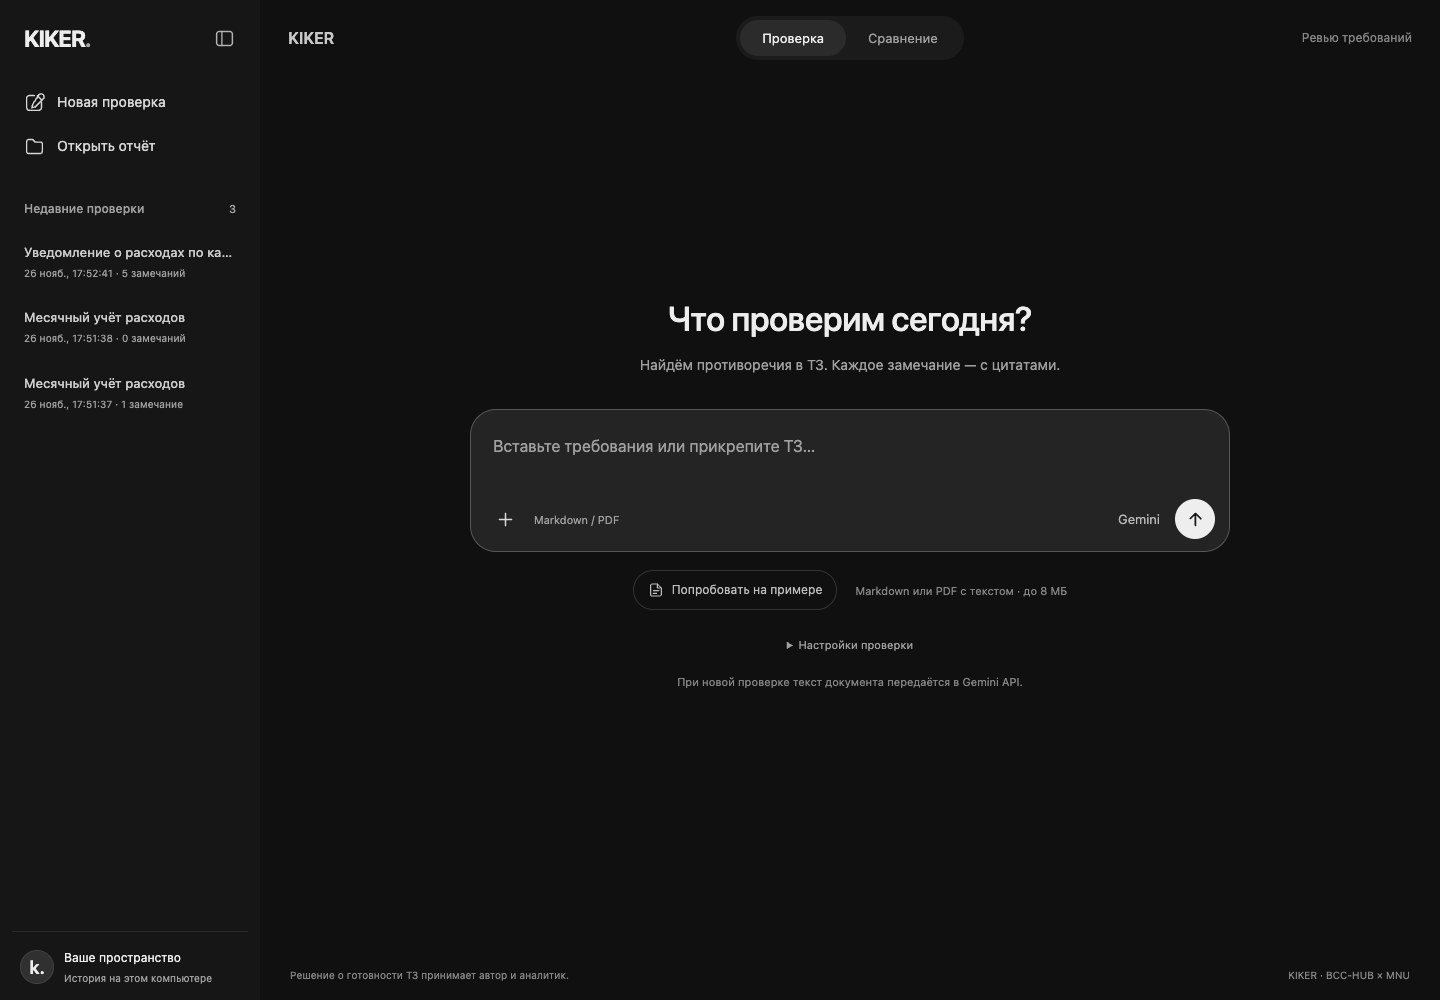 KIKER.
Новая проверка
Открыть отчёт
Недавние проверки 3
Уведомление о расходах по ка...
26 нояб., 17:52:41 · 5 замечаний
Месячный учёт расходов
26 нояб., 17:51:38 · 0 замечаний
Месячный учёт расходов
26 нояб., 17:51:37 · 1 замечание
k.
Ваше пространство
История на этом компьютере
KIKER
Проверка Сравнение
Ревью требований
Что проверим сегодня?
Найдём противоречия в ТЗ. Каждое замечание — с цитатами.
Вставьте требования или прикрепите ТЗ...
Markdown / PDF
Gemini
Попробовать на примере
Markdown или PDF с текстом · до 8 МБ
Настройки проверки
При новой проверке текст документа передаётся в Gemini API.
Решение о готовности ТЗ принимает автор и аналитик.
KIKER · BCC-HUB × MNU